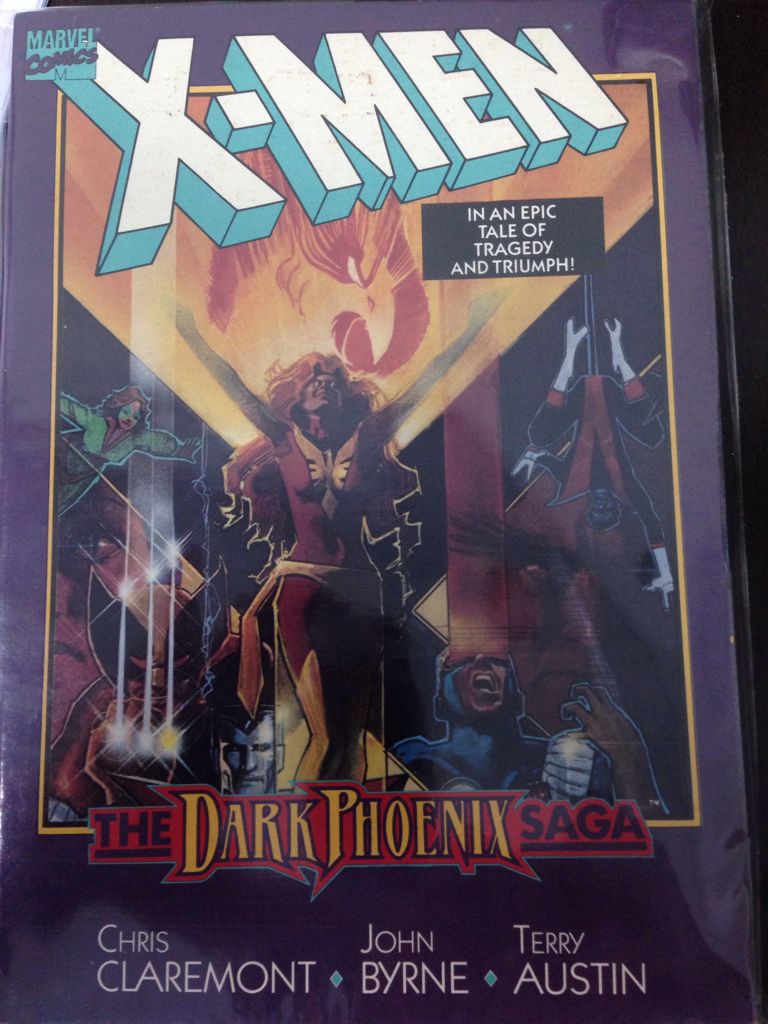 MARVEL
COMICS
M
X-MEN
IN AN EPIC
TALE OF
TRAGEDY
AND TRIUMPH!
TM
THE DARK PHOENIX SAGA
CHRIS JOHN TERRY
CLAREMONT ♦ BYRNE ♦ AUSTIN